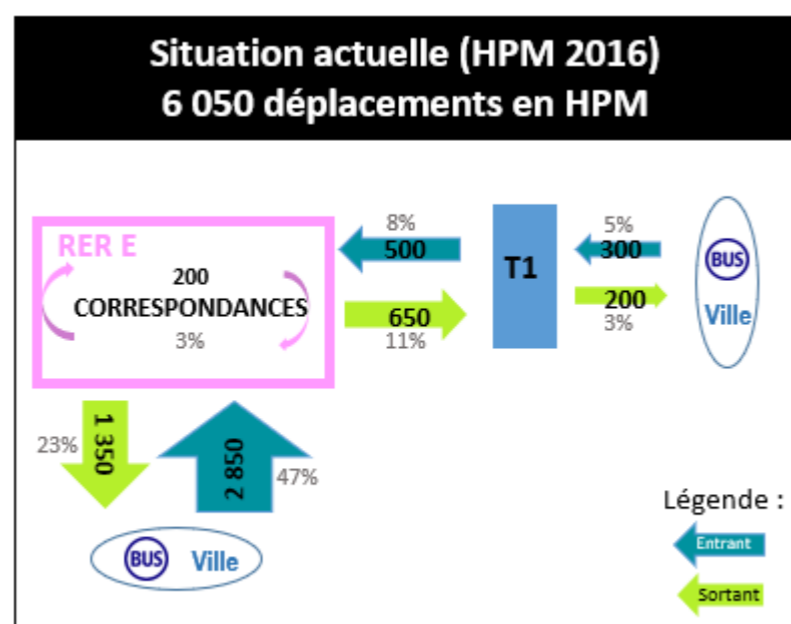 Situation actuelle (HPM 2016)
6 050 déplacements en HPM
RER E
200
CORRESPONDANCES
3%
8%
500
650
11%
T1
5%
300
200
3%
BUS
Ville
23%
1 350
2 850
47%
BUS Ville
Légende :
Entrant
Sortant